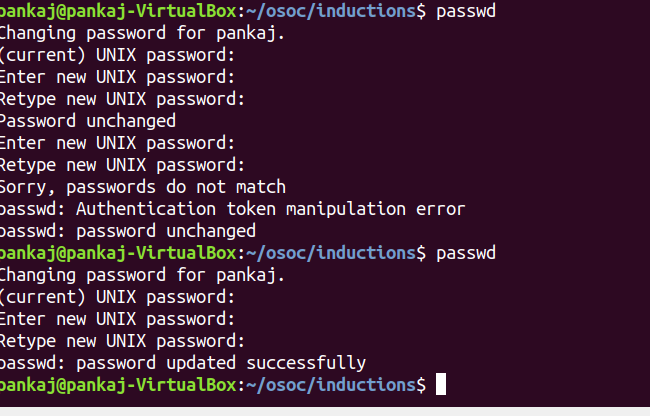 pankaj@pankaj-VirtualBox:~/osoc/inductions$ passwd
Changing password for pankaj.
(current) UNIX password:
Enter new UNIX password:
Retype new UNIX password:
Password unchanged
Enter new UNIX password:
Retype new UNIX password:
Sorry, passwords do not match
passwd: Authentication token manipulation error
passwd: password unchanged
pankaj@pankaj-VirtualBox:~/osoc/inductions$ passwd
Changing password for pankaj.
(current) UNIX password:
Enter new UNIX password:
Retype new UNIX password:
passwd: password updated successfully
pankaj@pankaj-VirtualBox:~/osoc/inductions$